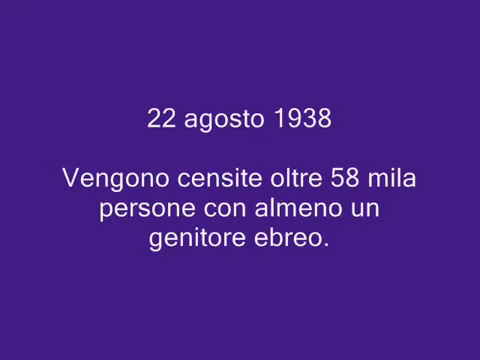 22 agosto 1938
Vengono censite oltre 58 mila
persone con almeno un
genitore ebreo.